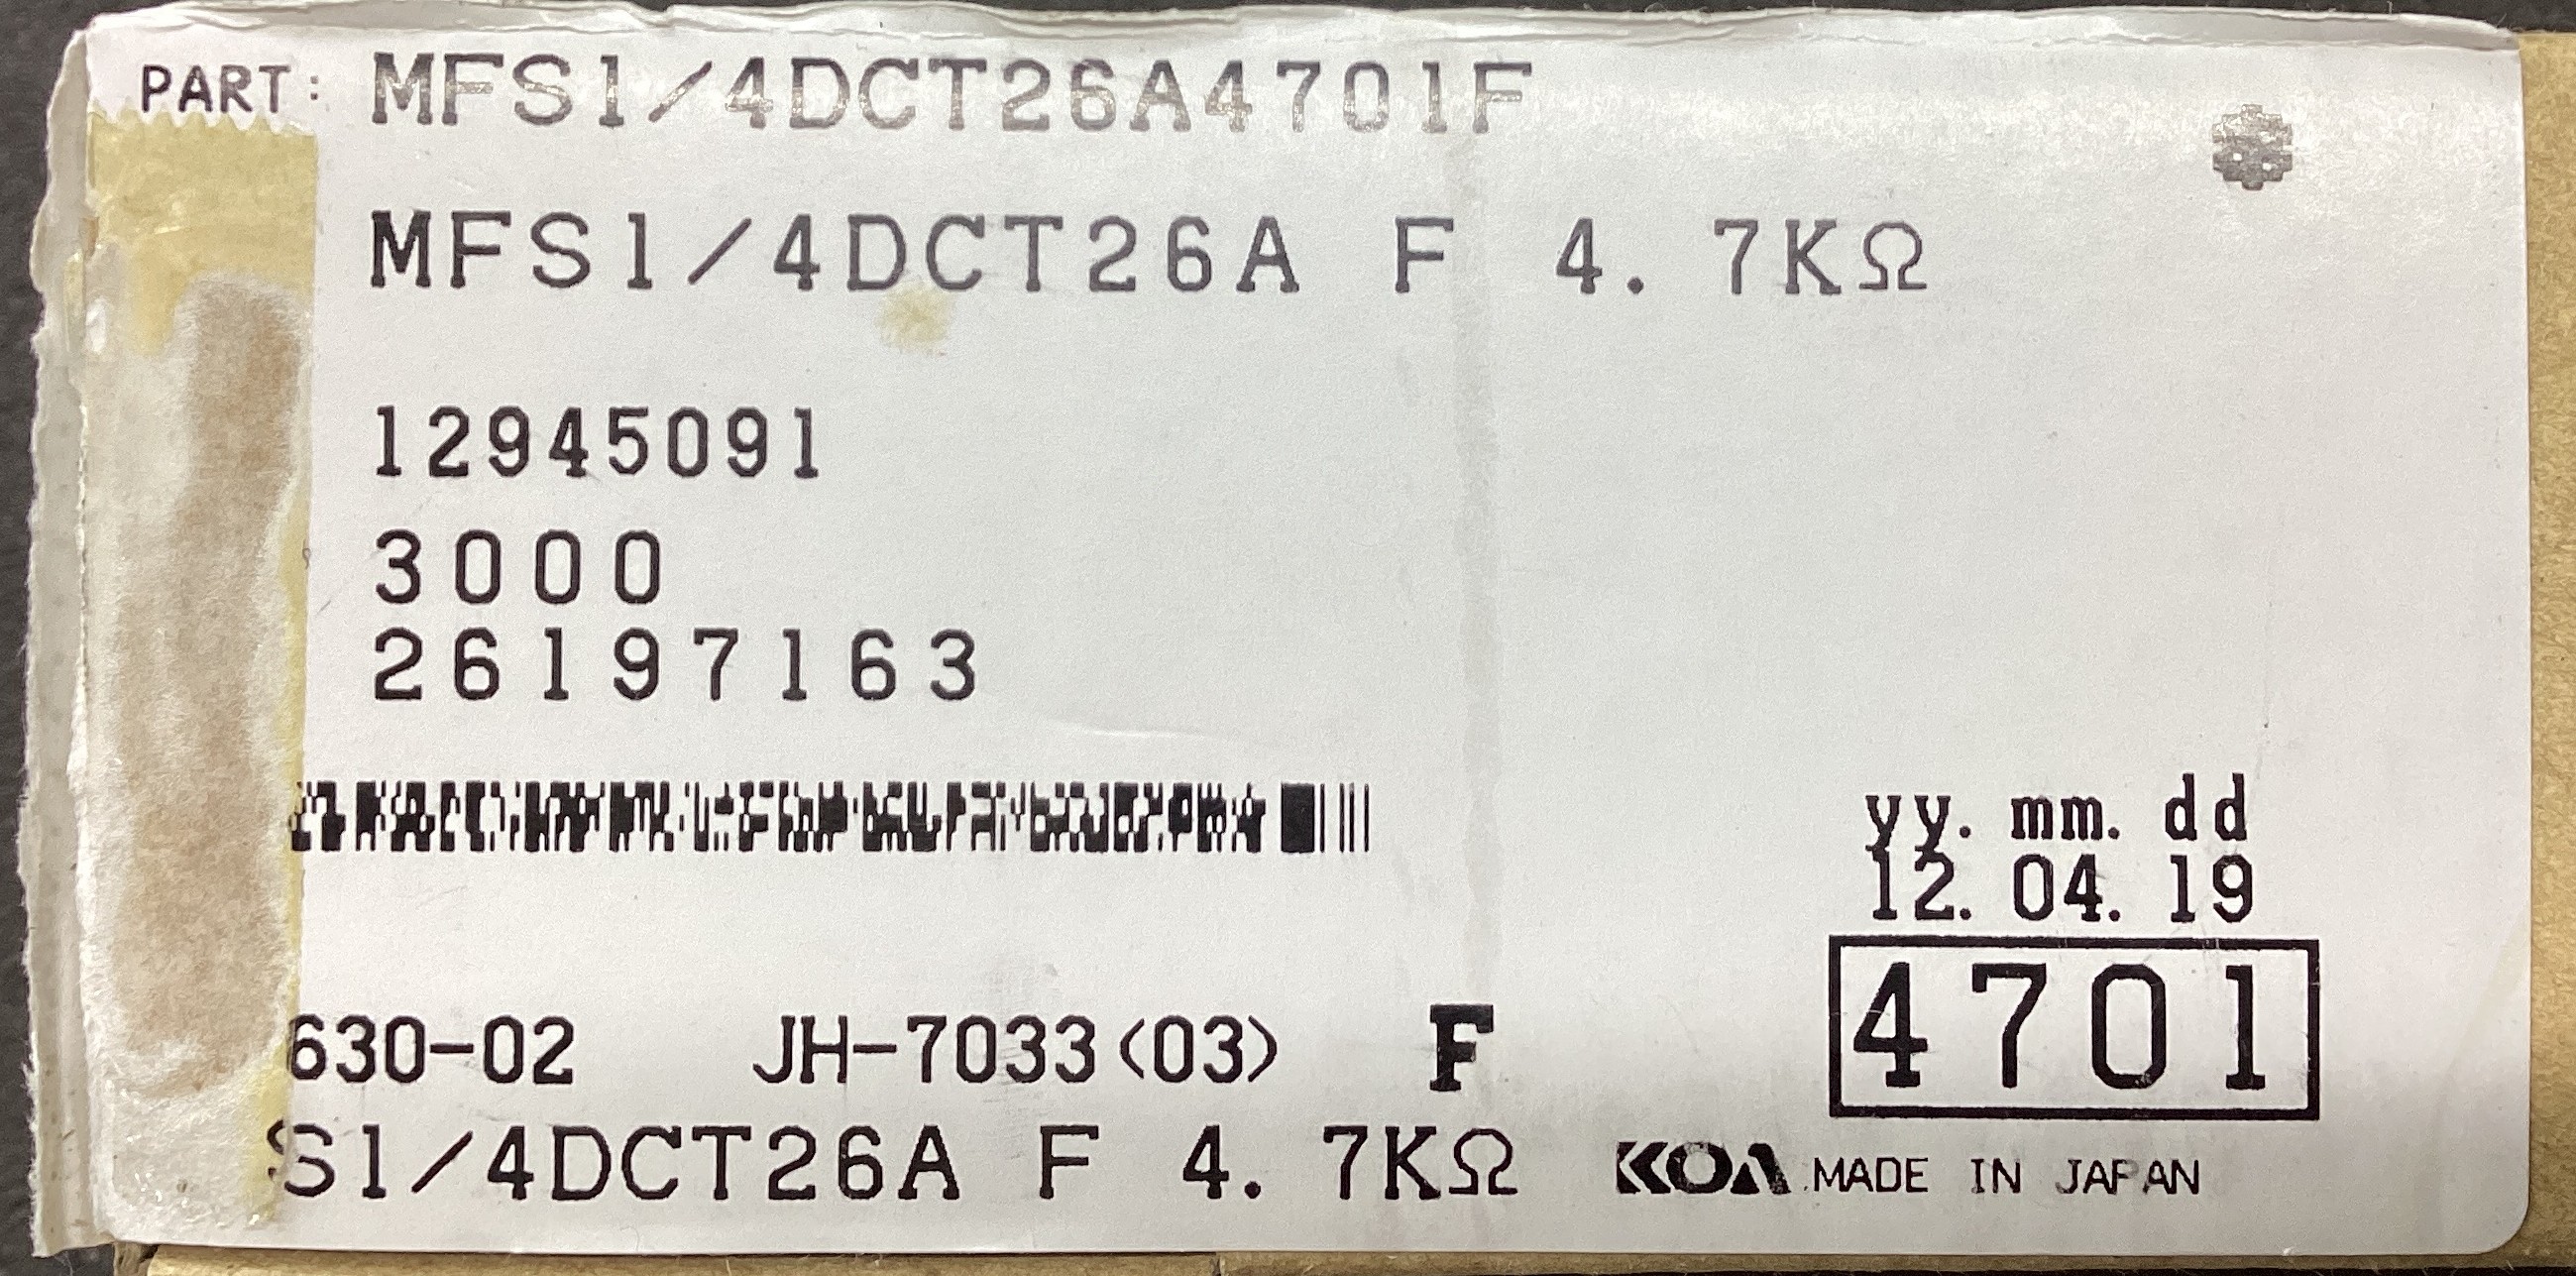 PART: MFS1/4DCT26A4701F
MFS1/4DCT26A F 4.7KΩ
12945091
3000
26197163
yy. mm. dd
12. 04. 19
4701
630-02 JH-7033<03> F
S1/4DCT26A F 4.7KΩ KOA MADE IN JAPAN